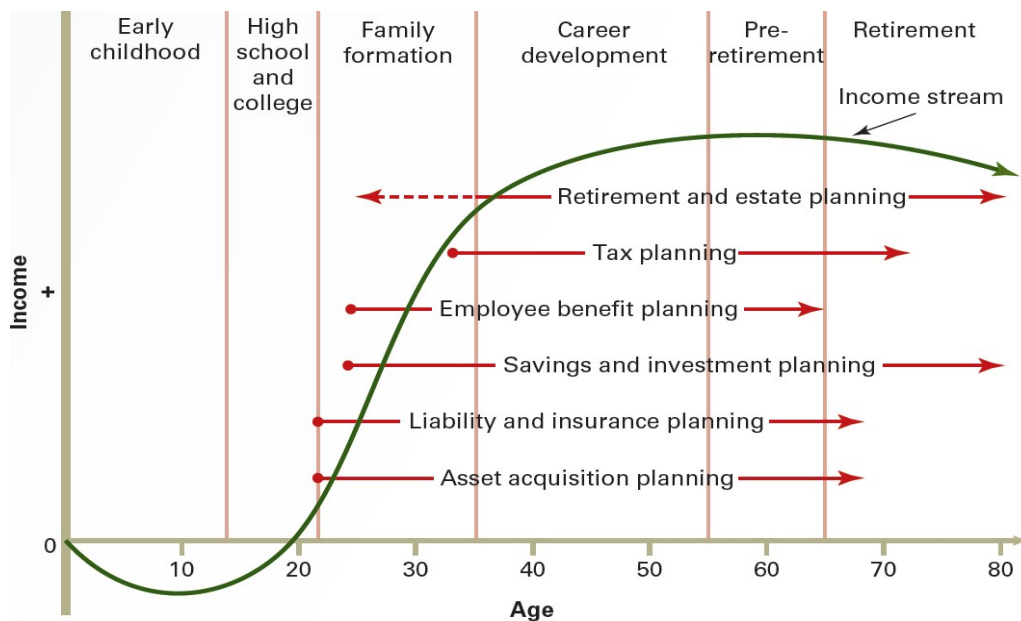 Early
childhood
High
school
and
college
Family
formation
Career
development
Pre-
retirement
Retirement
Income stream
Retirement and estate planning
Tax planning
Employee benefit planning
Savings and investment planning
Liability and insurance planning
Asset acquisition planning
Income
+
0
10 20 30 40 50 60 70 80
Age